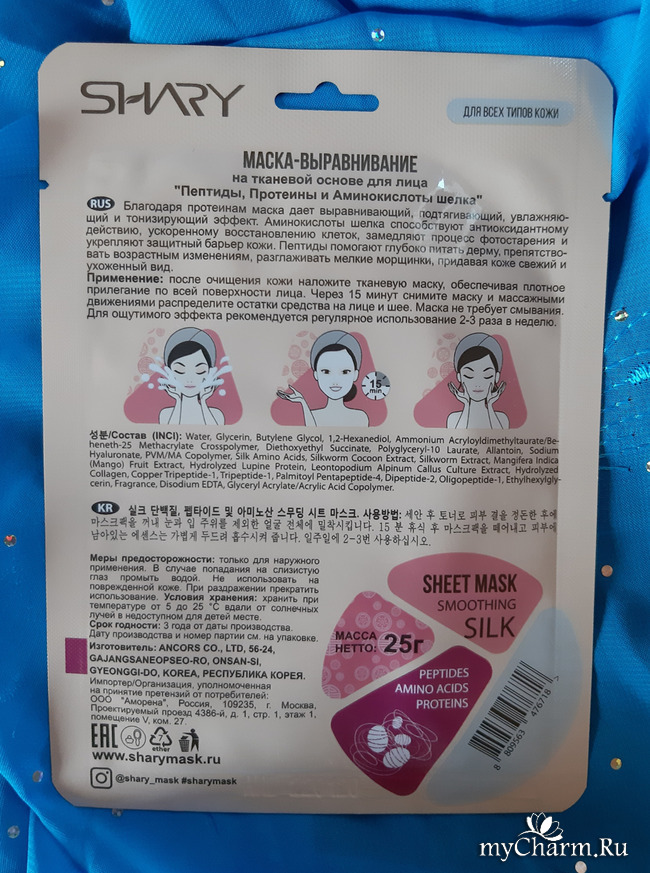 SHARY
ДЛЯ ВСЕХ ТИПОВ КОЖИ
МАСКА-ВЫРАВНИВАНИЕ
на тканевой основе для лица
"Пептиды, Протеины и Аминокислоты шелка"
RUS Благодаря протеинам маска дает выравнивающий, подтягивающий, увлажняю-
щий и тонизирующий эффект. Аминокислоты шелка способствуют антиоксидантному
действию, ускоренному восстановлению клеток, замедляют процесс фотостарения и
укрепляют защитный барьер кожи. Пептиды помогают глубоко питать дерму, препятство-
вать возрастным изменениям, разглаживать мелкие морщинки, придавая коже свежий и
ухоженный вид.
Применение: после очищения кожи наложите тканевую маску, обеспечивая плотное
прилегание по всей поверхности лица. Через 15 минут снимите маску и массажными
движениями распределите остатки средства на лице и шее. Маска не требует смывания.
Для ощутимого эффекта рекомендуется регулярное использование 2-3 раза в неделю.
15
min
성분/Состав (INCI): Water, Glycerin, Butylene Glycol, 1,2-Hexanediol, Ammonium Acryloyldimethyltaurate/Be-
heneth-25 Methacrylate Crosspolymer, Diethoxyethyl Succinate, Polyglyceryl-10 Laurate, Allantoin, Sodium
Hyaluronate, PVM/MA Copolymer, Silk Amino Acids, Silkworm Cocoon Extract, Silkworm Extract, Mangifera Indica
(Mango) Fruit Extract, Hydrolyzed Lupine Protein, Leontopodium Alpinum Callus Culture Extract, Hydrolyzed
Collagen, Copper Tripeptide-1, Tripeptide-1, Palmitoyl Pentapeptide-4, Dipeptide-2, Oligopeptide-1, Ethylhexylgly-
cerin, Fragrance, Disodium EDTA, Glyceryl Acrylate/Acrylic Acid Copolymer.
KR 실크 단백질, 펩타이드 및 아미노산 스무딩 시트 마스크. 사용방법: 세안 후 토너로 피부 결을 정돈한 후에
마스크팩을 꺼내 눈과 입 주위를 제외한 얼굴 전체에 밀착시킵니다. 15 분 휴식 후 마스크팩을 떼어내고 피부에
남아있는 에센스는 가볍게 두드려 흡수시켜 줍니다. 일주일에 2-3번 사용하십시오.
Меры предосторожности: только для наружного
применения. В случае попадания на слизистую
глаз промыть водой. Не использовать на
поврежденной коже. При раздражении прекратить
использование. Условия хранения: хранить при
температуре от 5 до 25 °C вдали от солнечных
лучей в недоступном для детей месте.
Срок годности: 3 года от даты производства.
Дату производства и номер партии см. на упаковке.
Изготовитель: ANCORS CO., LTD, 56-24,
GAJANGSANEOPSEO-RO, ONSAN-SI,
GYEONGGI-DO, KOREA, РЕСПУБЛИКА КОРЕЯ.
Импортер/Организация, уполномоченная
на принятие претензий от потребителей:
ООО "Аморена", Россия, 109235, г. Москва,
Проектируемый проезд 4386-й, д. 1, стр. 1, этаж 1,
помещение V, ком. 27.
EAC
7
ether
www.sharymask.ru
@shary_mask #sharymask
SHEET MASK
SMOOTHING
SILK
МАССА
НЕТТО: 25г
PEPTIDES
AMINO ACIDS
PROTEINS
8 809563 476718
myCharm.Ru